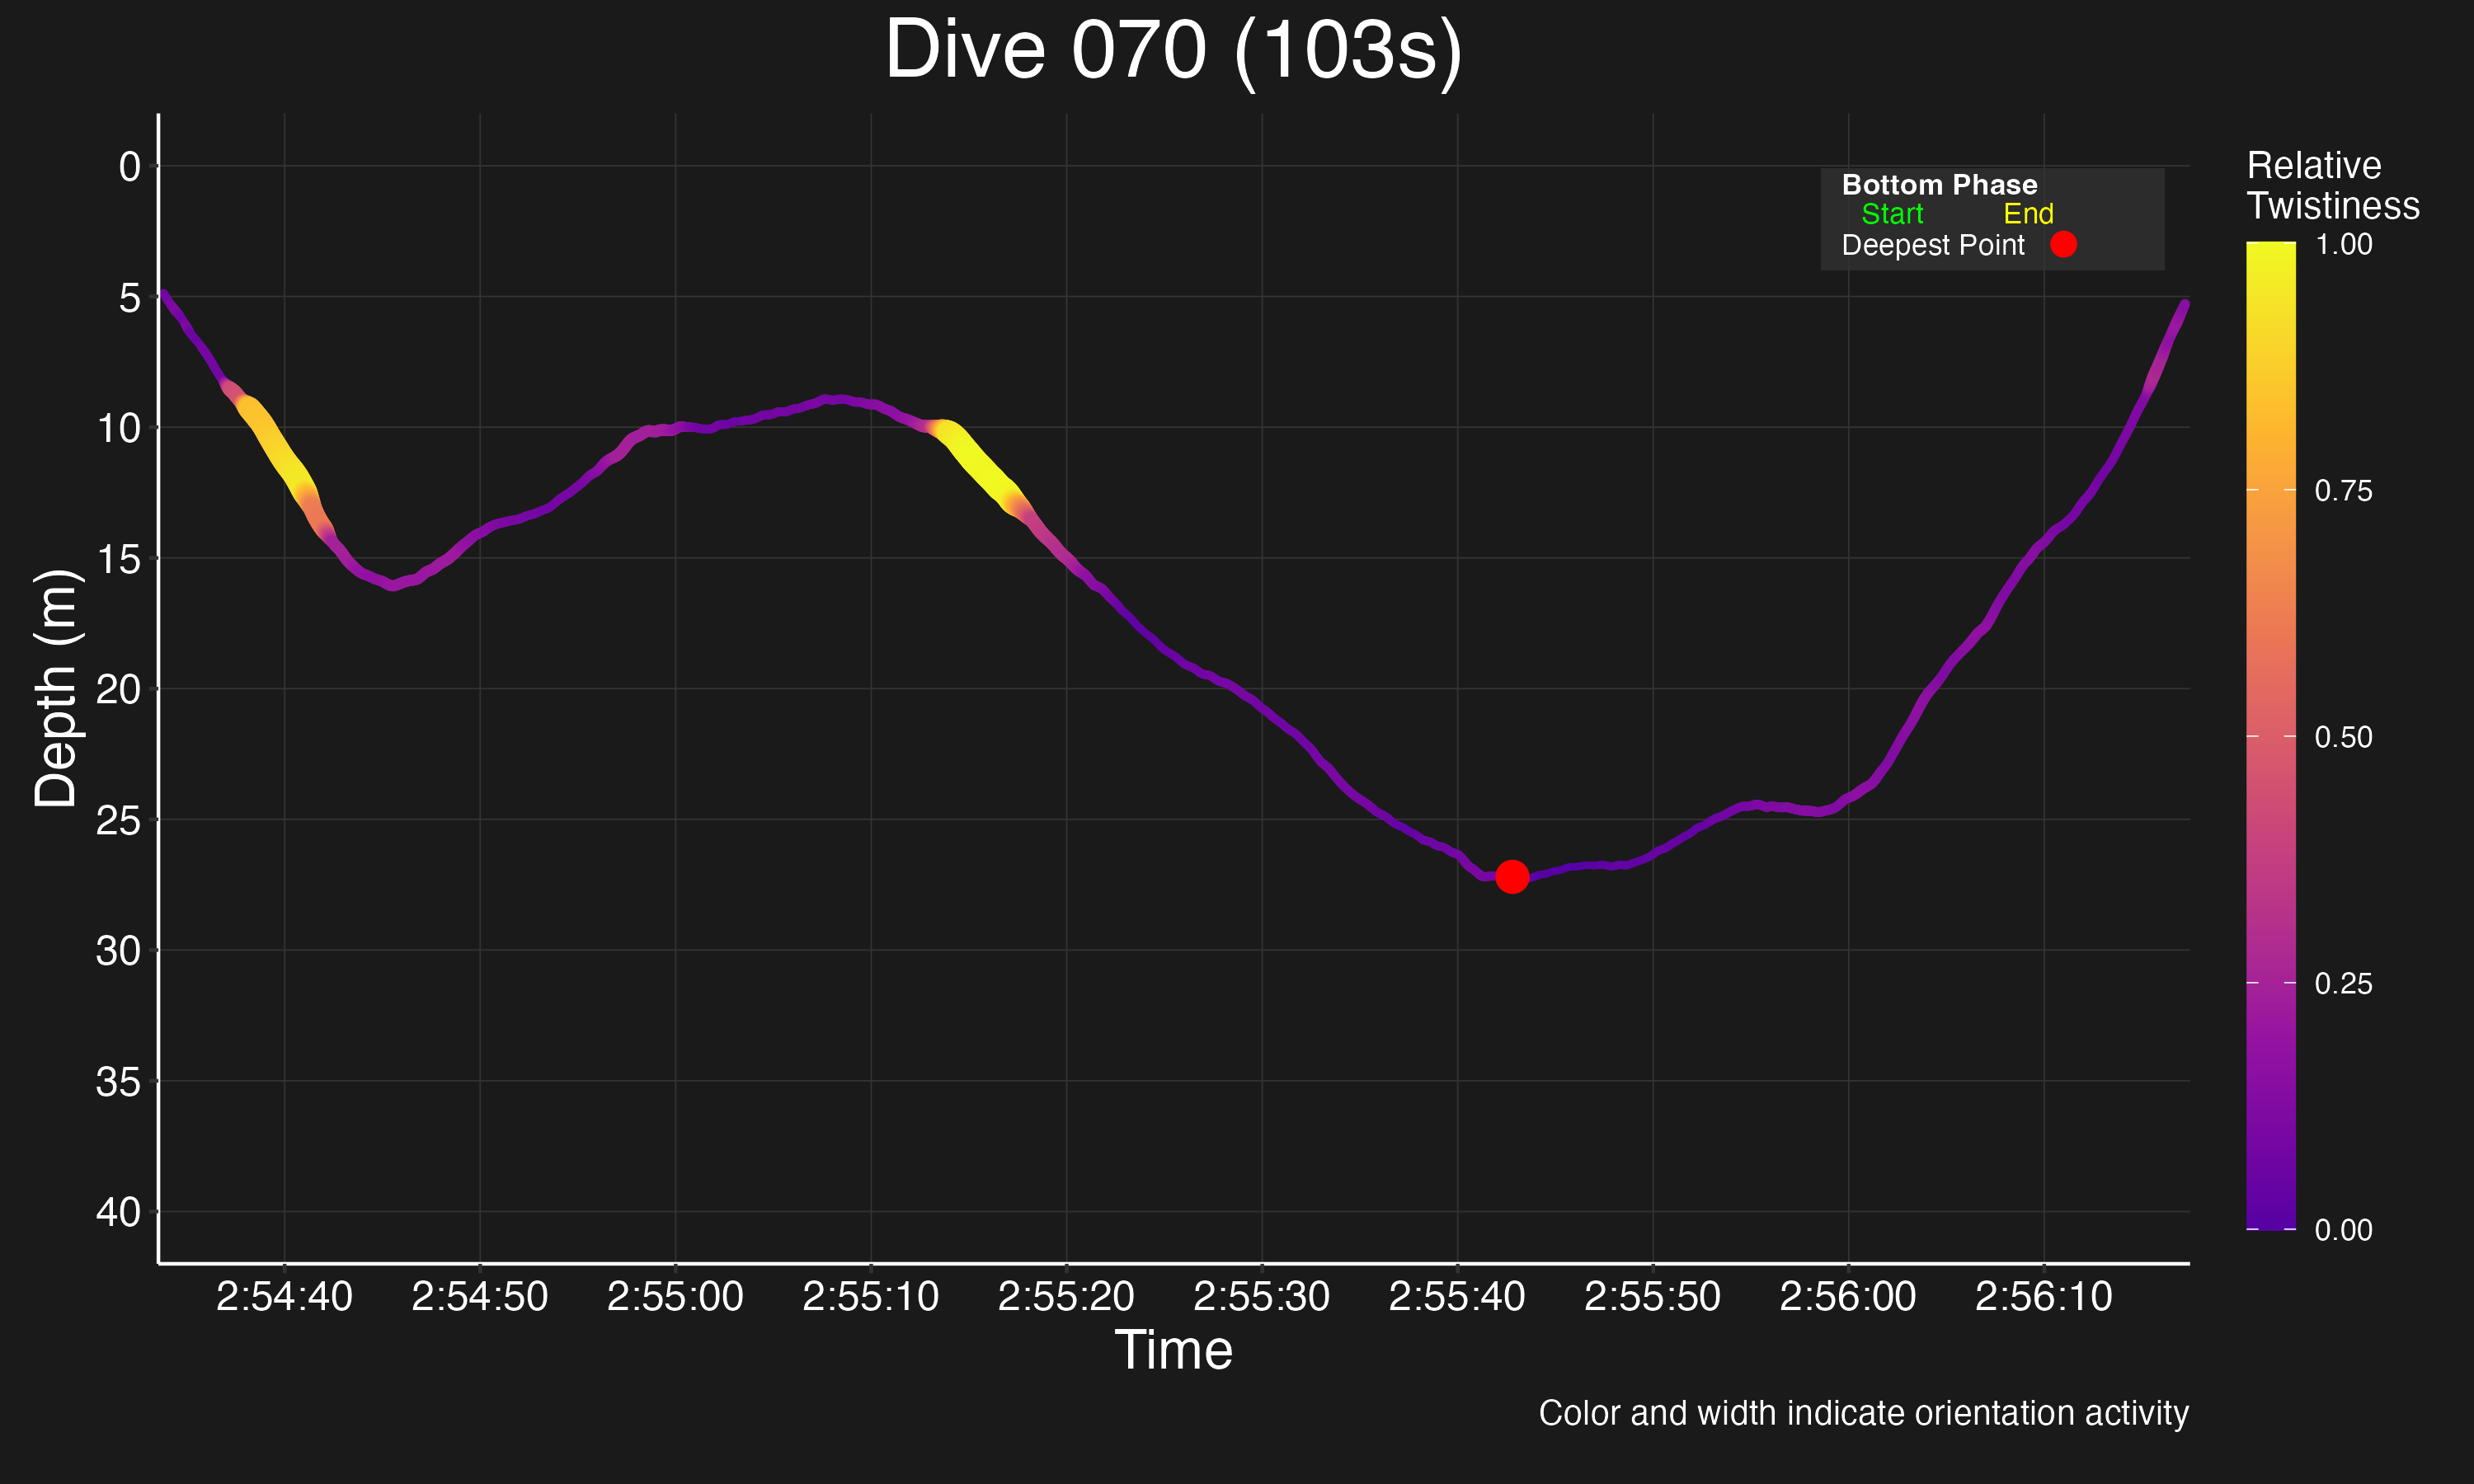 Dive 070 (103s)
0
5
10
15
20
25
30
35
40
Depth (m)
Bottom Phase
Start End
Deepest Point
Relative
Twistiness
1.00
0.75
0.50
0.25
0.00
2:54:40 2:54:50 2:55:00 2:55:10 2:55:20 2:55:30 2:55:40 2:55:50 2:56:00 2:56:10
Time
Color and width indicate orientation activity